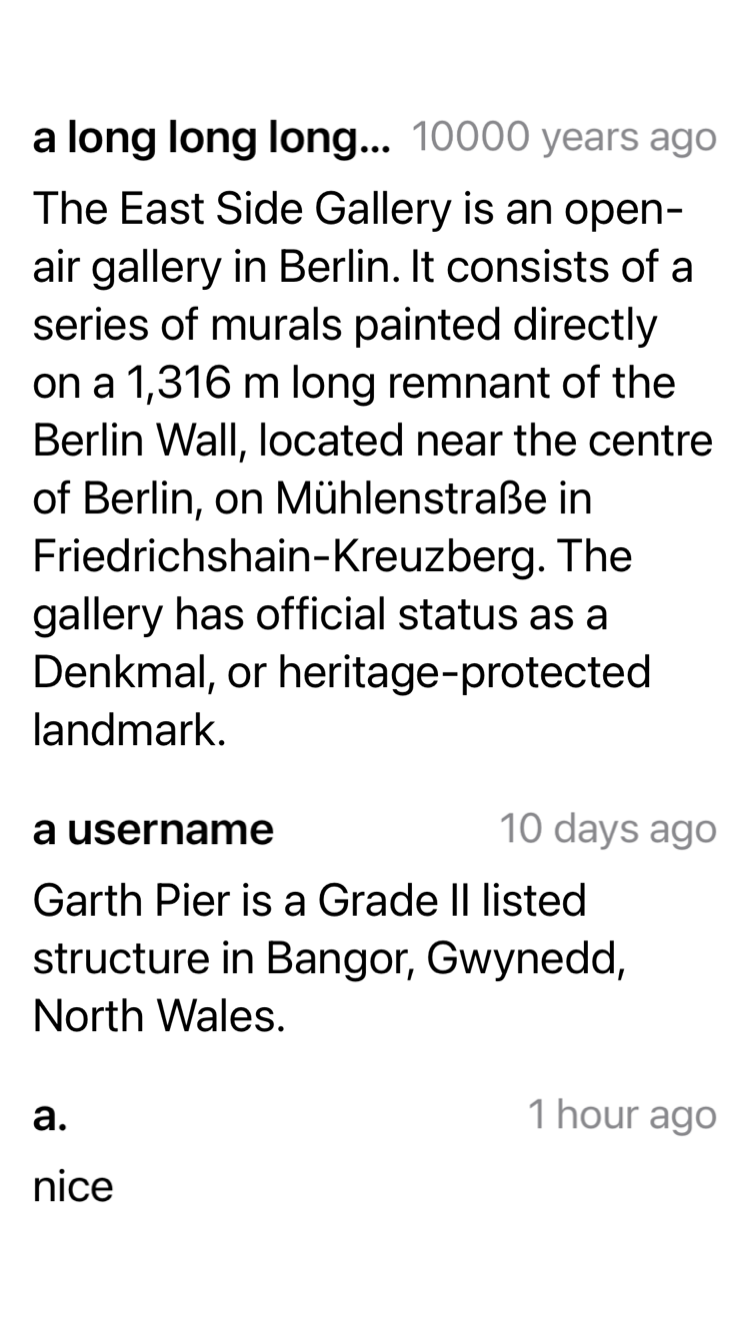 a long long long... 10000 years ago
The East Side Gallery is an open-
air gallery in Berlin. It consists of a
series of murals painted directly
on a 1,316 m long remnant of the
Berlin Wall, located near the centre
of Berlin, on Mühlenstraße in
Friedrichshain-Kreuzberg. The
gallery has official status as a
Denkmal, or heritage-protected
landmark.
a username 10 days ago
Garth Pier is a Grade II listed
structure in Bangor, Gwynedd,
North Wales.
a. 1 hour ago
nice